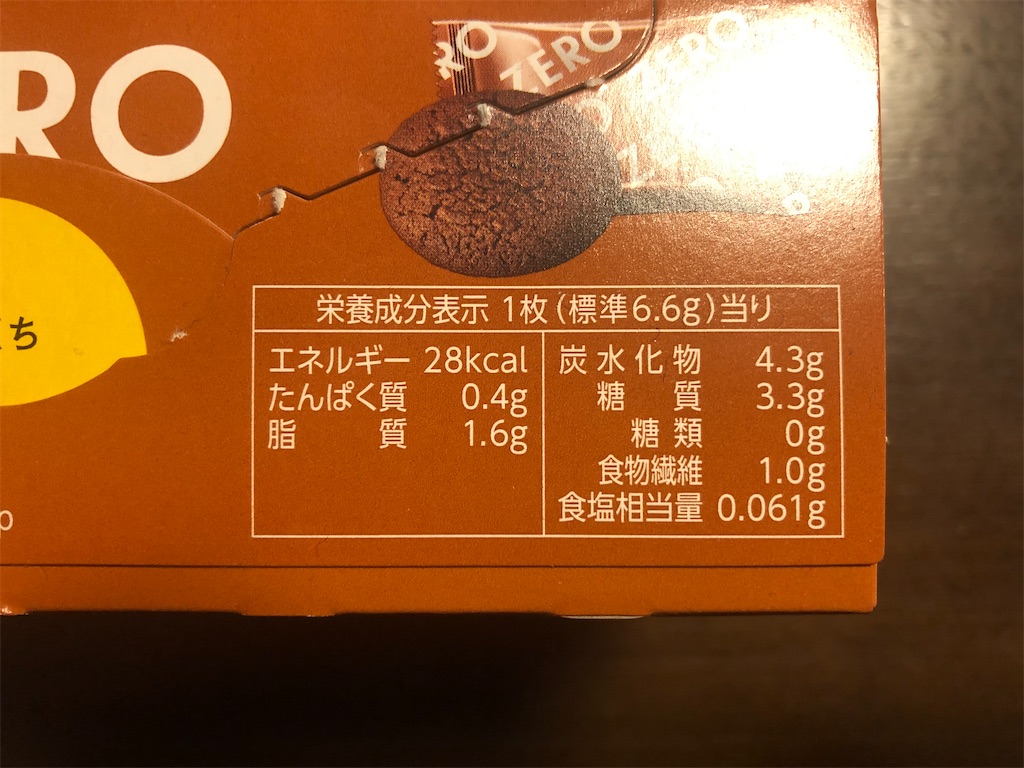 RO
RO
ZERO
ZERO
ち
栄養成分表示 1枚(標準6.6g)当り
エネルギー 28kcal
たんぱく質 0.4g
脂質 1.6g
炭水化物 4.3g
糖質 3.3g
糖類 0g
食物繊維 1.0g
食塩相当量 0.061g
p